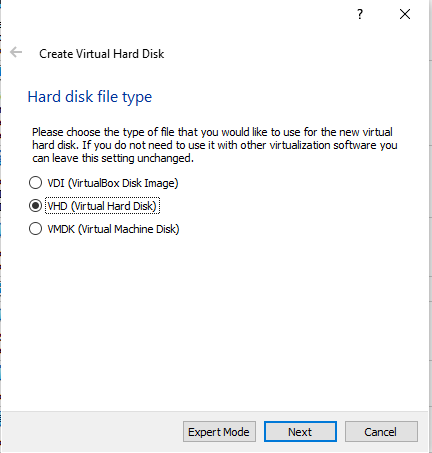 ?
Create Virtual Hard Disk
Hard disk file type
Please choose the type of file that you would like to use for the new virtual
hard disk. If you do not need to use it with other virtualization software you
can leave this setting unchanged.
VDI (VirtualBox Disk Image)
VHD (Virtual Hard Disk)
VMDK (Virtual Machine Disk)
Expert Mode Next Cancel